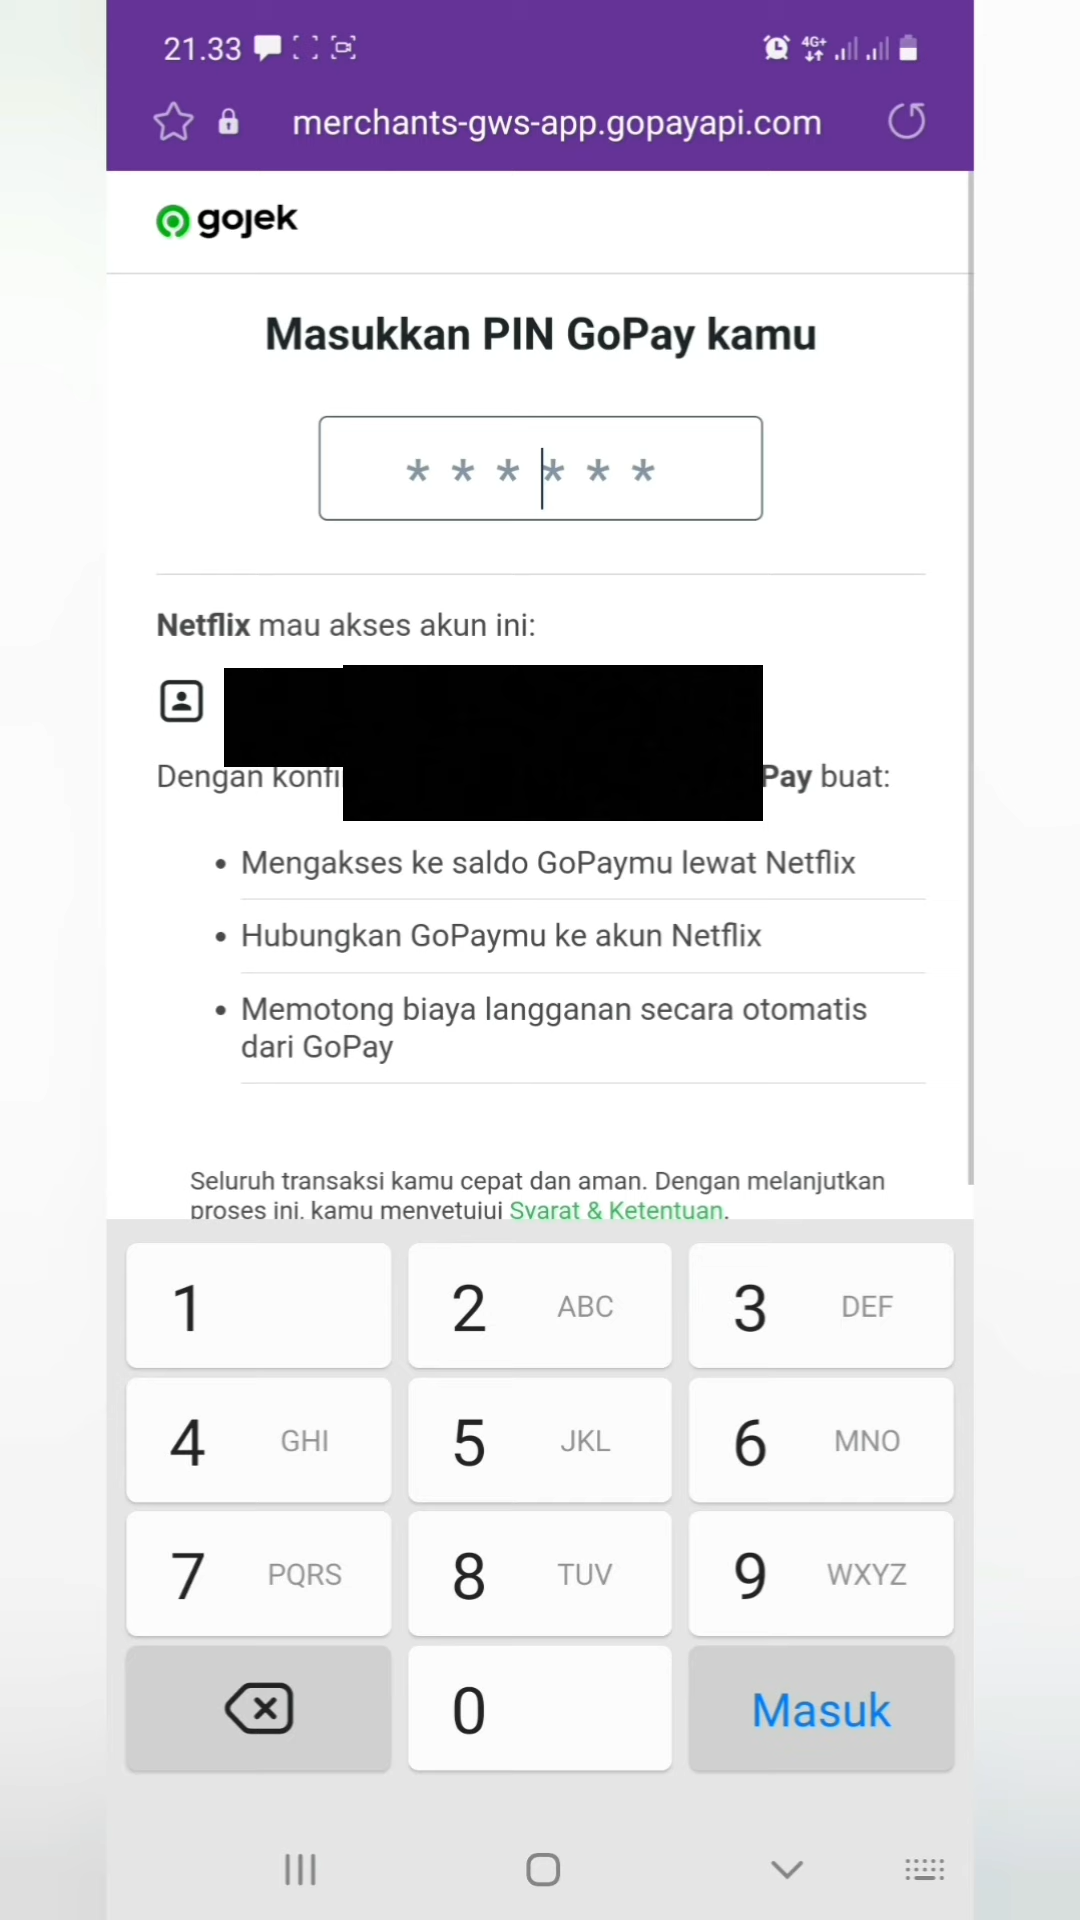 21.33 4G+
merchants-gws-app.gopayapi.com
gojek
Masukkan PIN GoPay kamu
* * * * * *
Netflix mau akses akun ini:
Dengan konfi Pay buat:
• Mengakses ke saldo GoPaymu lewat Netflix
• Hubungkan GoPaymu ke akun Netflix
• Memotong biaya langganan secara otomatis
dari GoPay
Seluruh transaksi kamu cepat dan aman. Dengan melanjutkan
proses ini, kamu menyetujui Syarat & Ketentuan.
1 2 ABC 3 DEF
4 GHI 5 JKL 6 MNO
7 PQRS 8 TUV 9 WXYZ
0 Masuk